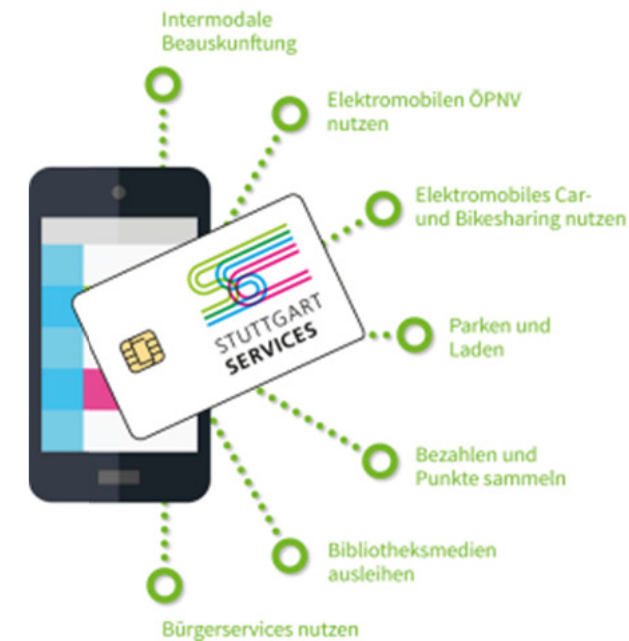 Intermodale
Beauskunftung
Elektromobilen ÖPNV
nutzen
Elektromobiles Car-
und Bikesharing nutzen
STUTTGART
SERVICES
Parken und
Laden
Bezahlen und
Punkte sammeln
Bibliotheksmedien
ausleihen
Bürgerservices nutzen